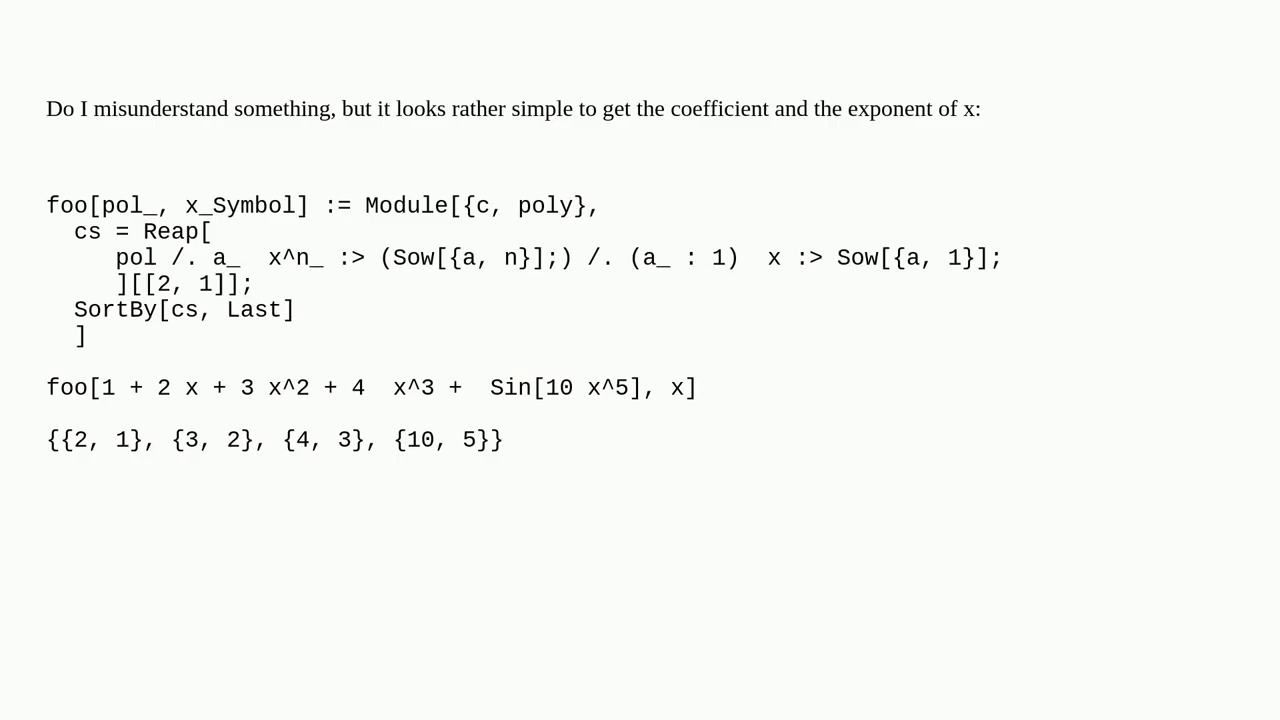 Do I misunderstand something, but it looks rather simple to get the coefficient and the exponent of x:
foo[pol_, x_Symbol] := Module[{c, poly},
  cs = Reap[
     pol /. a_  x^n_ :> (Sow[{a, n}];) /. (a_ : 1)  x :> Sow[{a, 1}];
     ][[2, 1]];
  SortBy[cs, Last]
  ]
foo[1 + 2 x + 3 x^2 + 4  x^3 +  Sin[10 x^5], x]
{{2, 1}, {3, 2}, {4, 3}, {10, 5}}